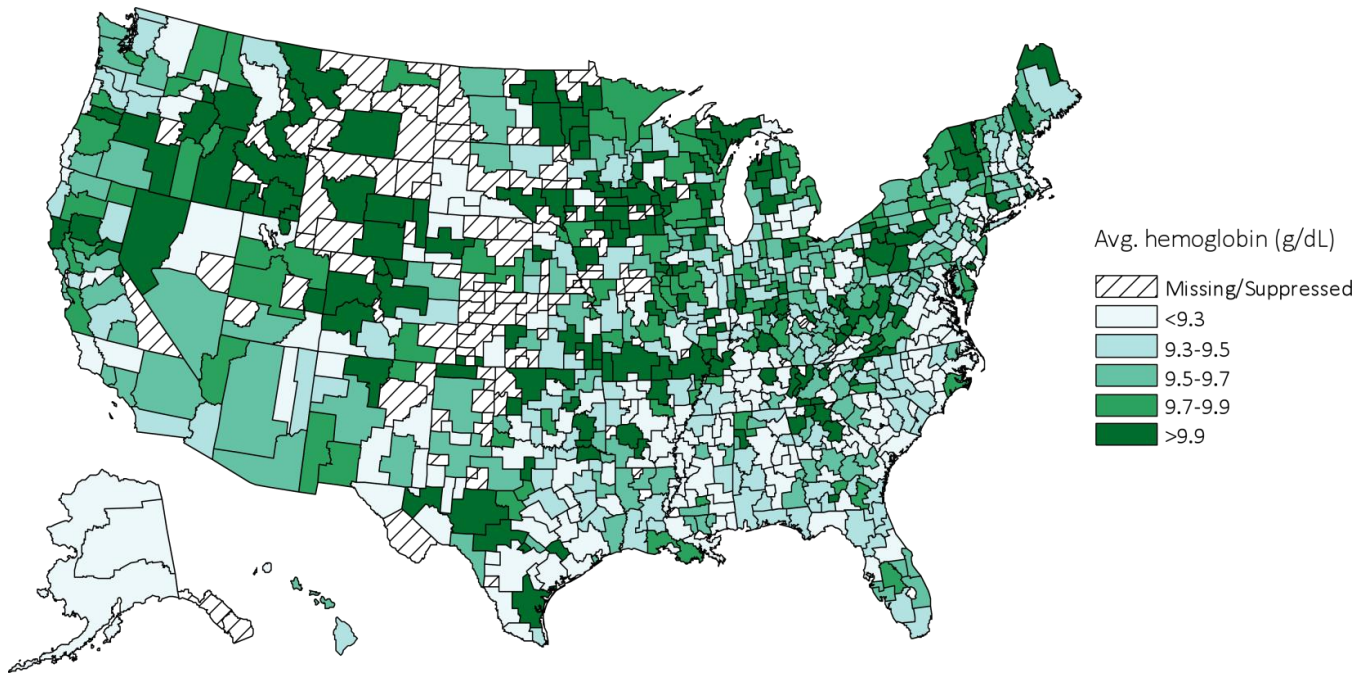 Avg. hemoglobin (g/dL)
Missing/Suppressed
<9.3
9.3-9.5
9.5-9.7
9.7-9.9
>9.9